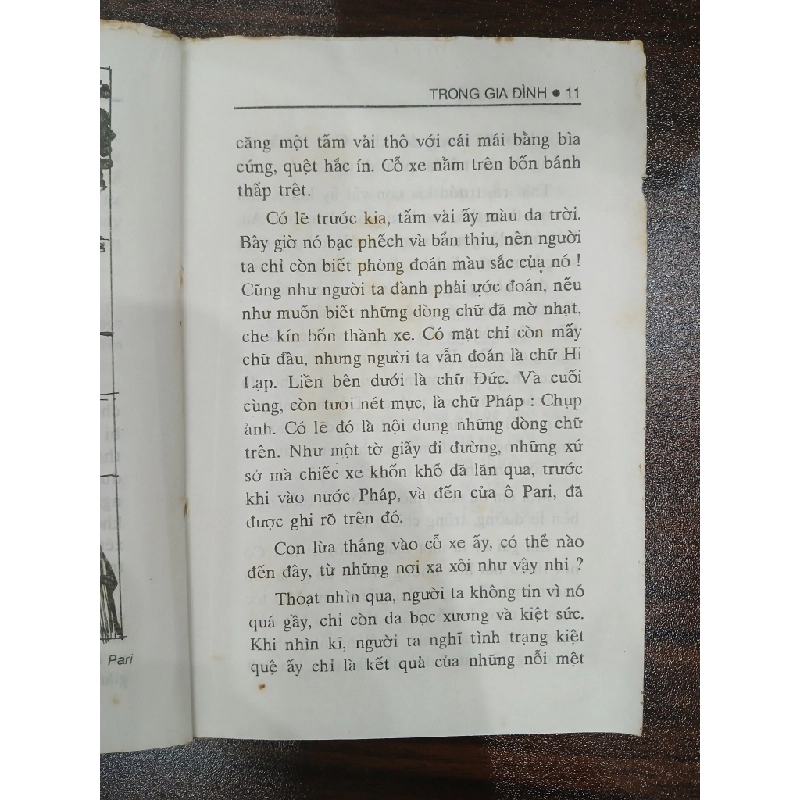 TRONG GIA ĐÌNH ● 11
căng một tấm vải thô với cái mái bằng bìa
cứng, quệt hắc ín. Cỗ xe nằm trên bốn bánh
thấp trệt.
Có lẽ trước kia, tấm vải ấy màu da trời.
Bây giờ nó bạc phếch và bẩn thỉu, nên người
ta chỉ còn biết phỏng đoán màu sắc của nó !
Cũng như người ta đành phải ước đoán, nếu
như muốn biết những dòng chữ đã mờ nhạt,
che kín bốn thành xe. Có mặt chỉ còn mấy
chữ đầu, nhưng người ta vẫn đoán là chữ Hi
Lạp. Liền bên dưới là chữ Đức. Và cuối
cùng, còn tươi nét mực, là chữ Pháp : Chụp
ảnh. Có lẽ đó là nội dung những dòng chữ
trên. Như một tờ giấy đi đường, những xứ
sở mà chiếc xe khốn khổ đã lăn qua, trước
khi vào nước Pháp, và đến cửa ô Pari, đã
được ghi rõ trên đó.
Con lừa thắng vào cỗ xe ấy, có thể nào
đến đây, từ những nơi xa xôi như vậy nhỉ ?
Thoạt nhìn qua, người ta không tin vì nó
quá gầy, chỉ còn da bọc xương và kiệt sức.
Khi nhìn kĩ, người ta nghĩ tình trạng kiệt
quệ ấy chỉ là kết quả của những nỗi mệt
Pari